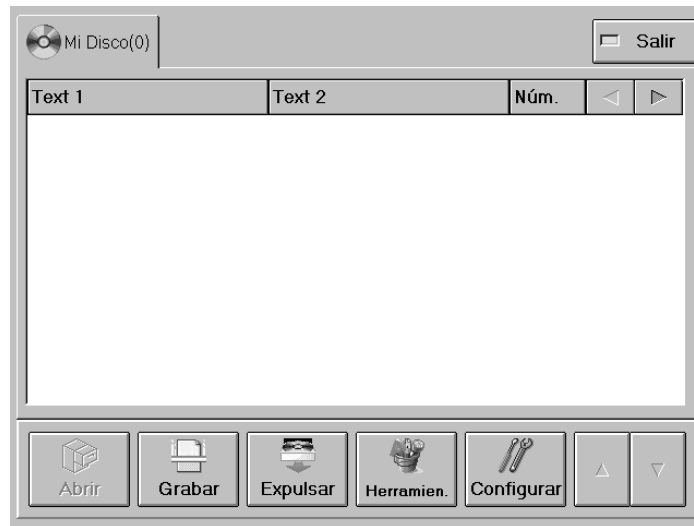 Mi Disco(0)
Salir
Text 1 Text 2 Núm.
Abrir Grabar Expulsar Herramien. Configurar